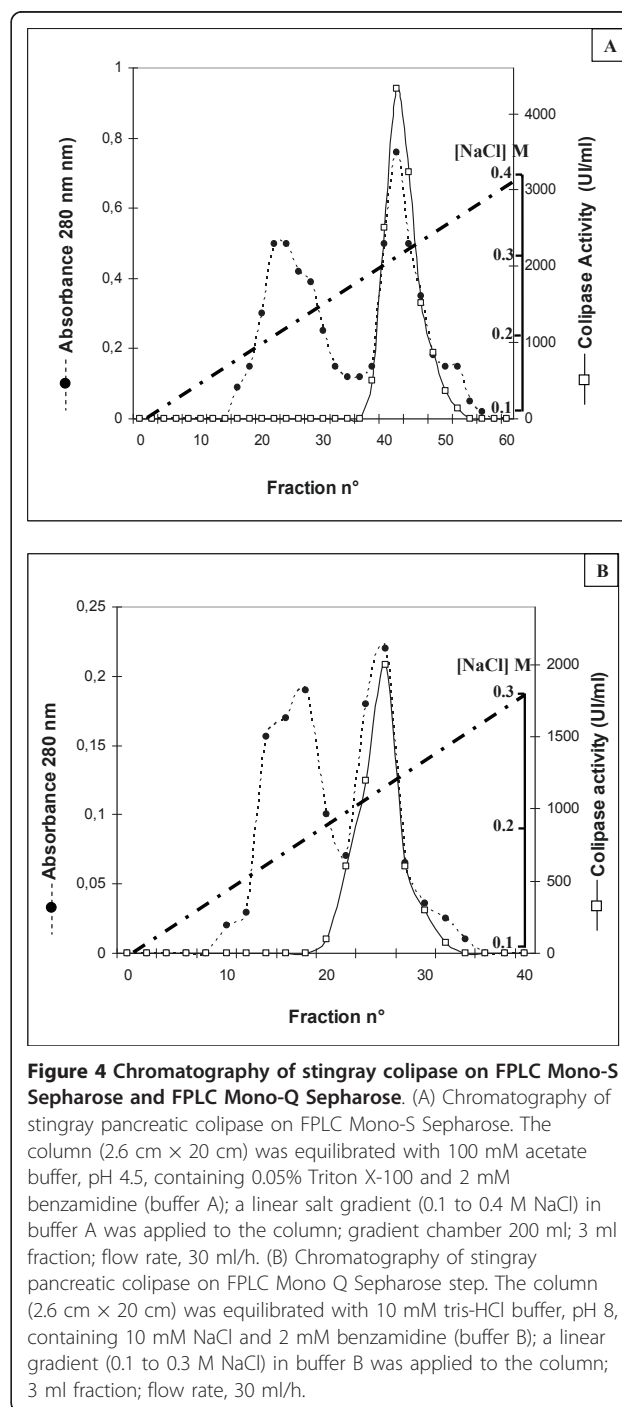 A
1
0,8
0,6
0,4
0,2
0
Absorbance 280 nm nm)
[NaCl] M
0.4
0.3
0.2
0.1
4000
3000
2000
1000
0
Colipase Activity (UI/ml)
0 10 20 30 40 50 60
Fraction n°
B
0,25
0,2
0,15
0,1
0,05
0
Absorbance 280 nm
[NaCl] M
0.3
0.2
0.1
2000
1500
1000
500
0
Colipase activity (UI/ml)
0 10 20 30 40
Fraction n°
Figure 4 Chromatography of stingray colipase on FPLC Mono-S
Sepharose and FPLC Mono-Q Sepharose. (A) Chromatography of
stingray pancreatic colipase on FPLC Mono-S Sepharose. The
column (2.6 cm × 20 cm) was equilibrated with 100 mM acetate
buffer, pH 4.5, containing 0.05% Triton X-100 and 2 mM
benzamidine (buffer A); a linear salt gradient (0.1 to 0.4 M NaCl) in
buffer A was applied to the column; gradient chamber 200 ml; 3 ml
fraction; flow rate, 30 ml/h. (B) Chromatography of stingray
pancreatic colipase on FPLC Mono Q Sepharose step. The column
(2.6 cm × 20 cm) was equilibrated with 10 mM tris-HCl buffer, pH 8,
containing 10 mM NaCl and 2 mM benzamidine (buffer B); a linear
gradient (0.1 to 0.3 M NaCl) in buffer B was applied to the column;
3 ml fraction; flow rate, 30 ml/h.